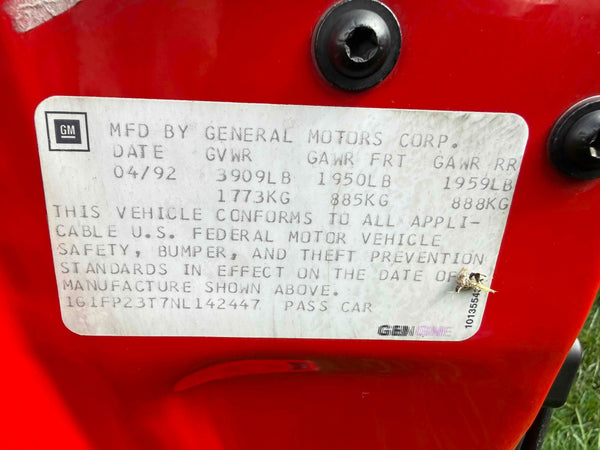 GM
MFD BY GENERAL MOTORS CORP.
DATE GVWR GAWR FRT GAWR RR
04/92 3909LB 1950LB 1959LB
1773KG 885KG 888KG
THIS VEHICLE CONFORMS TO ALL APPLI-
CABLE U.S. FEDERAL MOTOR VEHICLE
SAFETY, BUMPER, AND THEFT PREVENTION
STANDARDS IN EFFECT ON THE DATE OF
MANUFACTURE SHOWN ABOVE.
1G1FP23T7NL142447 PASS CAR